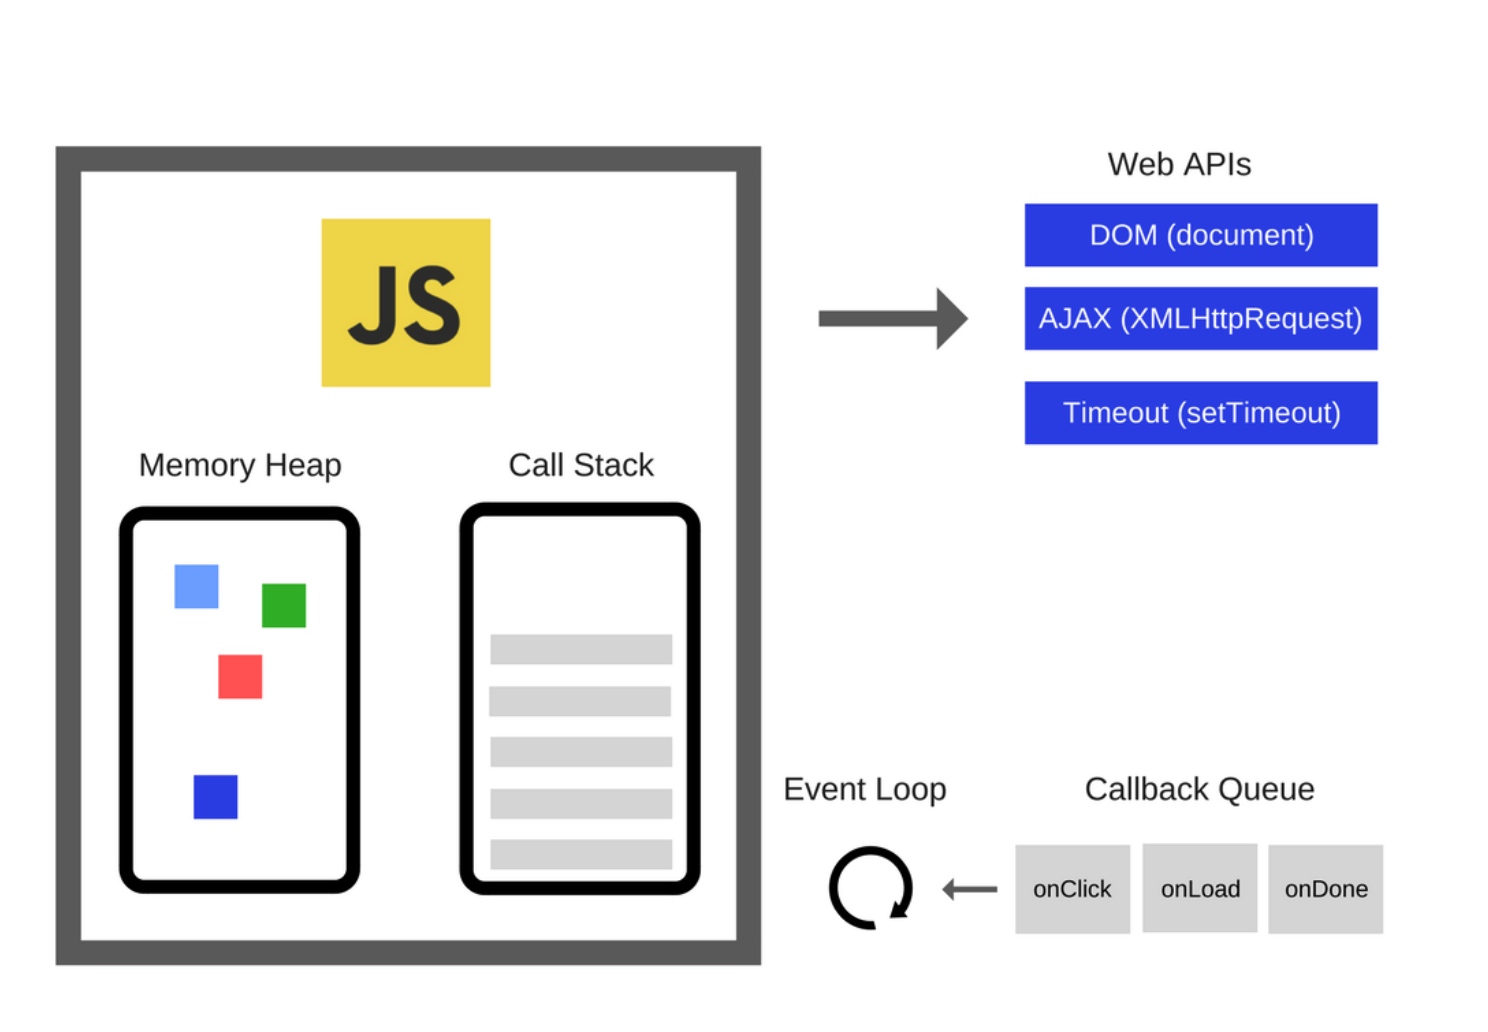 JS
Memory Heap
Call Stack
Web APIs
DOM (document)
AJAX (XMLHttpRequest)
Timeout (setTimeout)
Event Loop
Callback Queue
onClick
onLoad
onDone